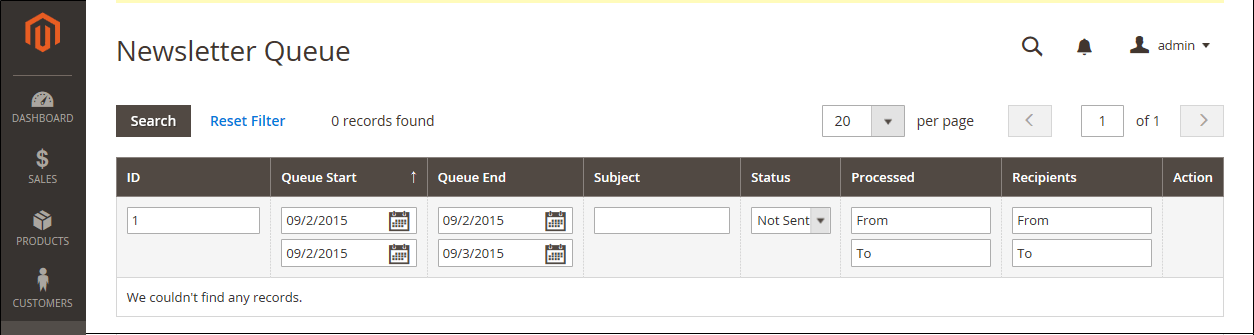 Newsletter Queue
admin
DASHBOARD
SALES
PRODUCTS
CUSTOMERS
Search Reset Filter 0 records found 20 per page 1 of 1
ID Queue Start ↑ Queue End Subject Status Processed Recipients Action
1 09/2/2015 09/2/2015 Not Sent From From
09/2/2015 09/3/2015 To To
We couldn't find any records.